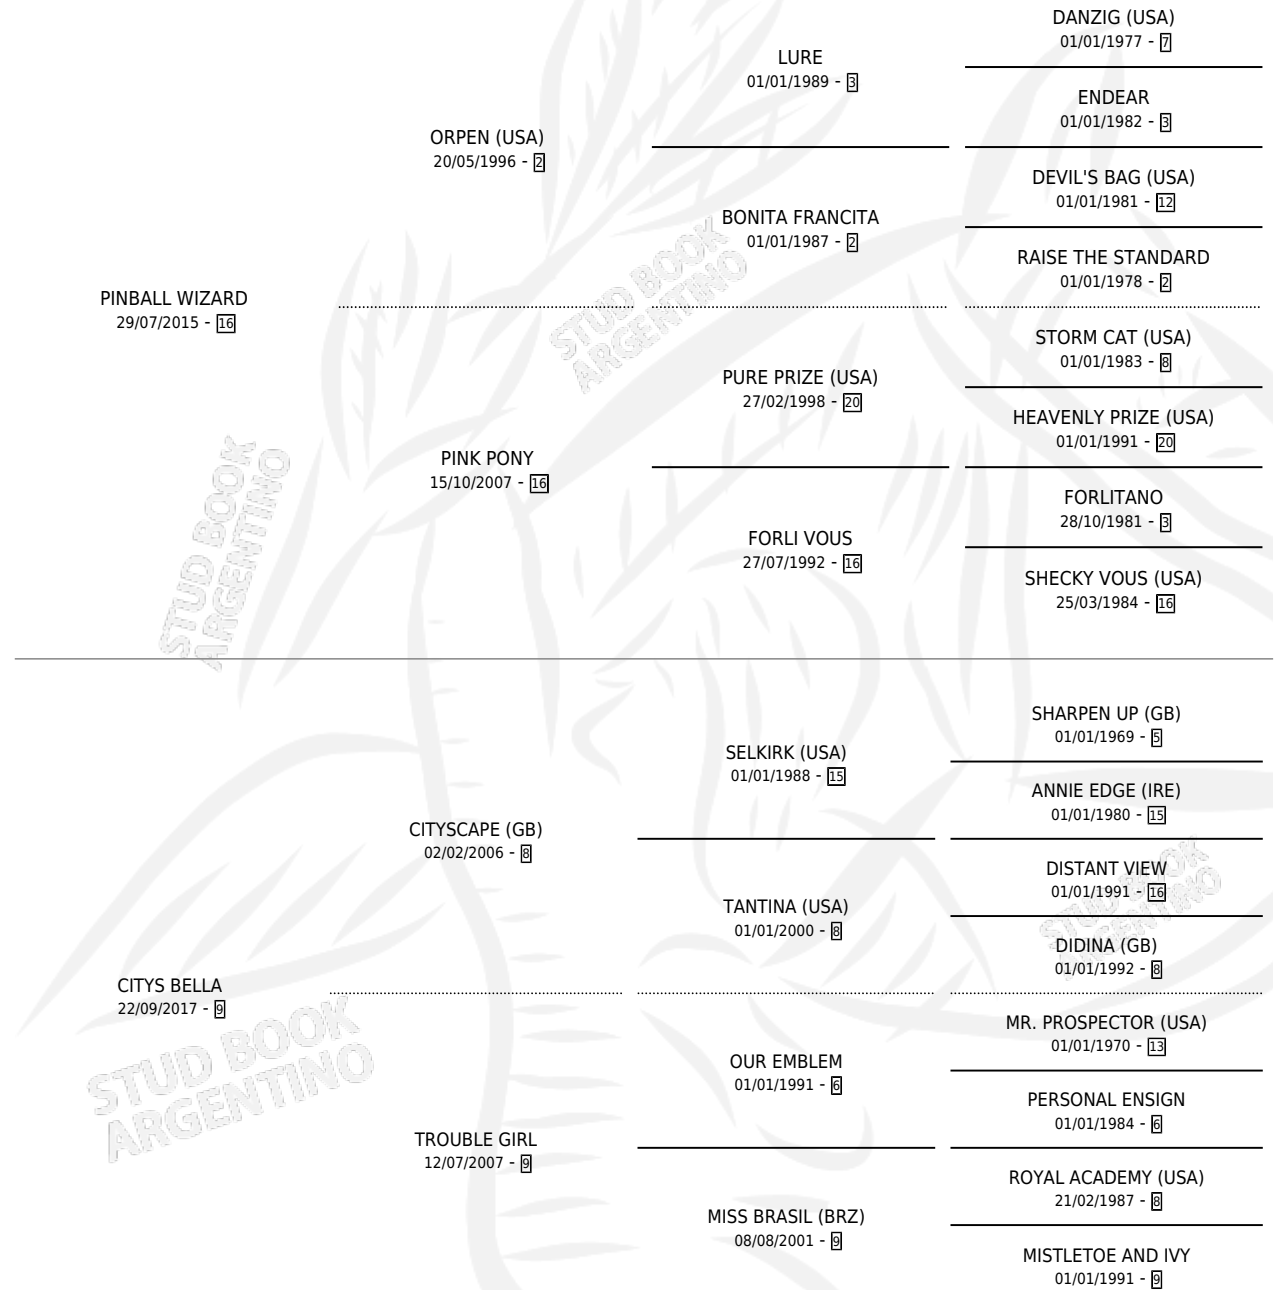 DANZIG (USA)
01/01/1977 - 7
LURE
01/01/1989 - 3
ENDEAR
01/01/1982 - 3
ORPEN (USA)
20/05/1996 - 2
DEVIL'S BAG (USA)
01/01/1981 - 12
BONITA FRANCITA
01/01/1987 - 2
RAISE THE STANDARD
01/01/1978 - 2
PINBALL WIZARD
29/07/2015 - 16
STORM CAT (USA)
01/01/1983 - 8
PURE PRIZE (USA)
27/02/1998 - 20
HEAVENLY PRIZE (USA)
01/01/1991 - 20
PINK PONY
15/10/2007 - 16
FORLITANO
28/10/1981 - 3
FORLI VOUS
27/07/1992 - 16
SHECKY VOUS (USA)
25/03/1984 - 16
SHARPEN UP (GB)
01/01/1969 - 5
SELKIRK (USA)
01/01/1988 - 15
ANNIE EDGE (IRE)
01/01/1980 - 15
CITYSCAPE (GB)
02/02/2006 - 8
DISTANT VIEW
01/01/1991 - 16
TANTINA (USA)
01/01/2000 - 8
DIDINA (GB)
01/01/1992 - 8
CITYS BELLA
22/09/2017 - 9
MR. PROSPECTOR (USA)
01/01/1970 - 13
OUR EMBLEM
01/01/1991 - 6
PERSONAL ENSIGN
01/01/1984 - 6
TROUBLE GIRL
12/07/2007 - 9
ROYAL ACADEMY (USA)
21/02/1987 - 8
MISS BRASIL (BRZ)
08/08/2001 - 9
MISTLETOE AND IVY
01/01/1991 - 9
STUD BOOK
ARGENTINO
STUD BOOK
ARGENTINO
STUD BOOK
ARGENTINO
STUD BOOK
ARGENTINO